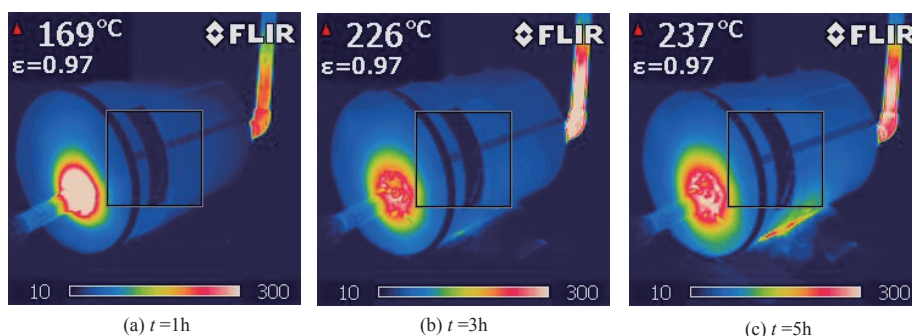 169°C FLIR
ε=0.97
10 300
(a) t =1h
226°C FLIR
ε=0.97
10 300
(b) t =3h
237°C FLIR
ε=0.97
10 300
(c) t =5h